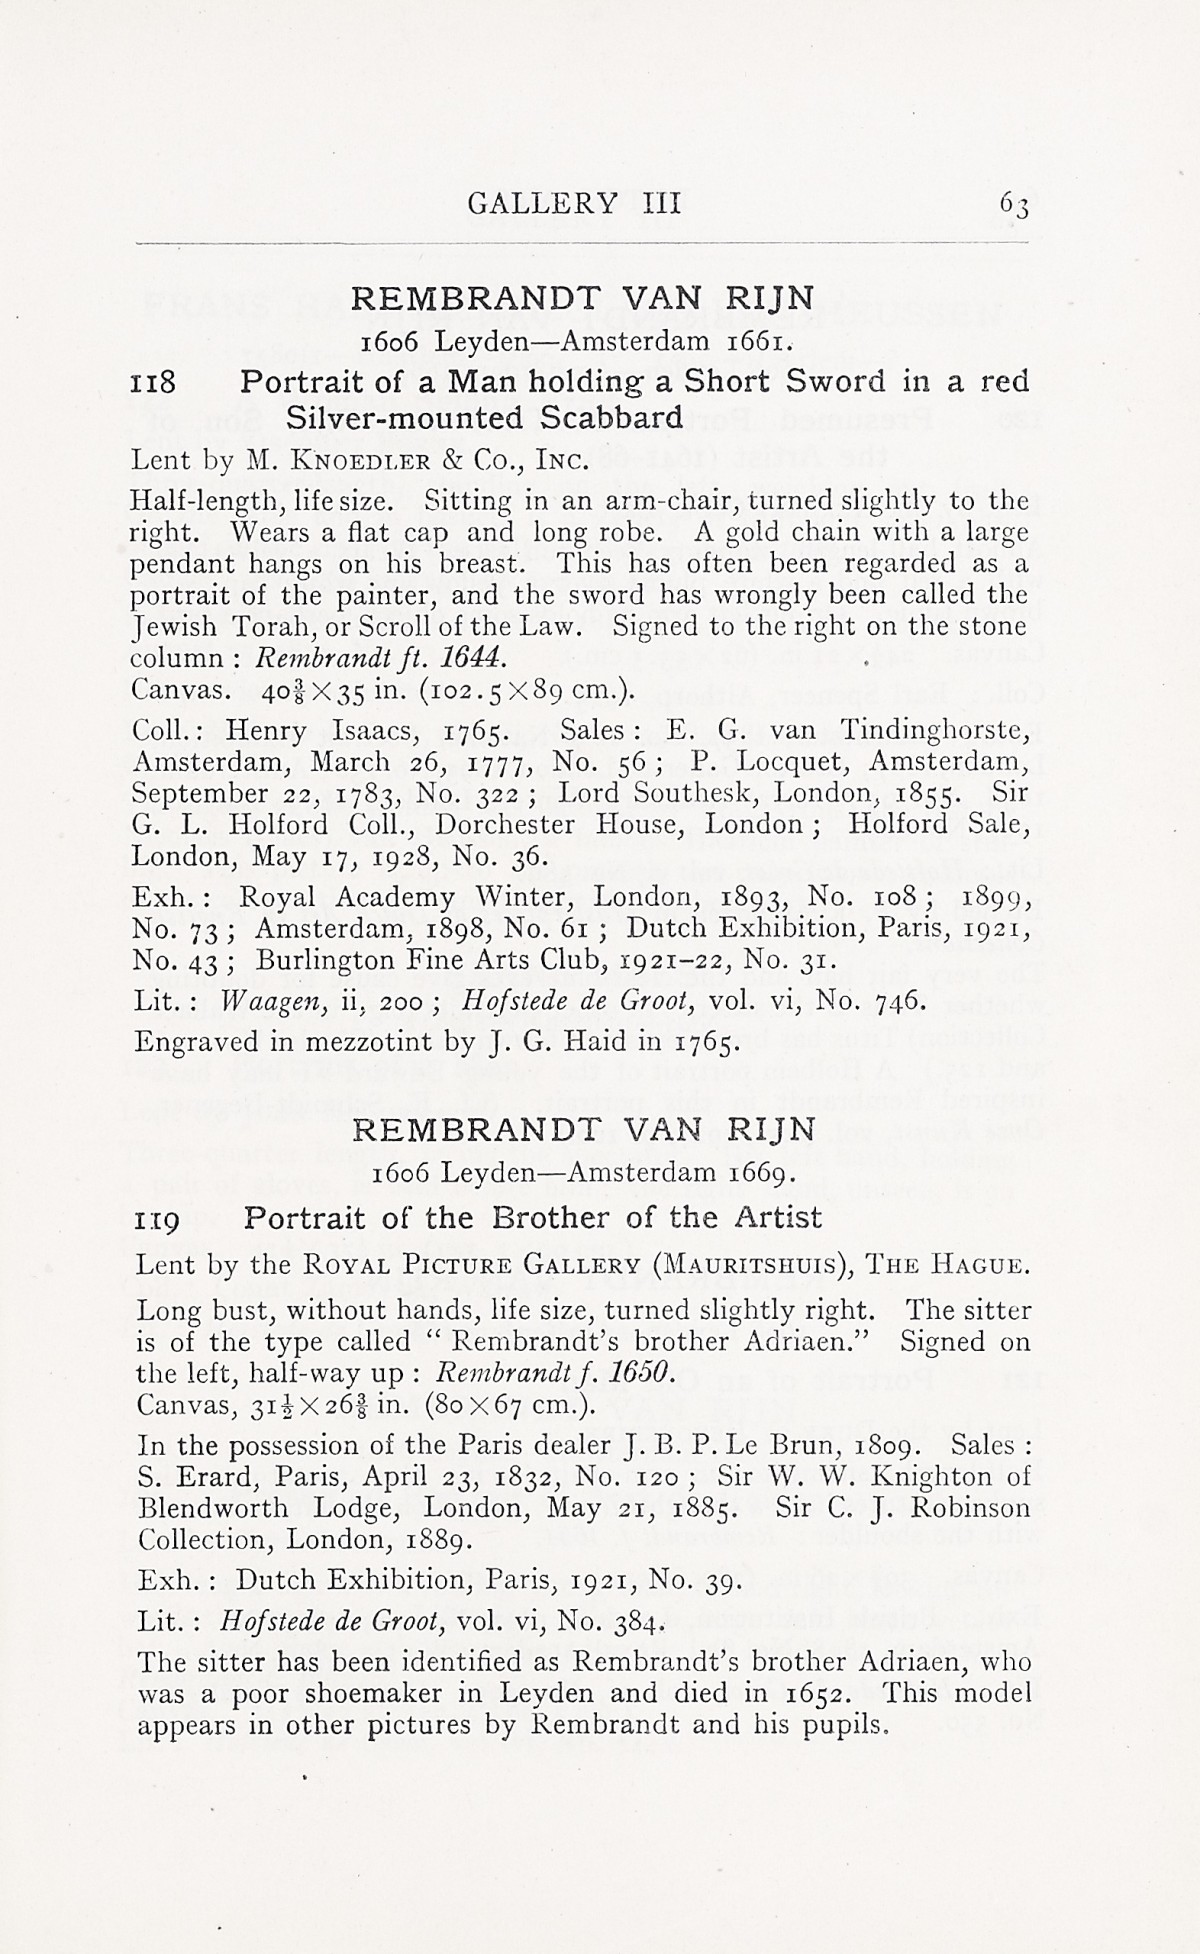 GALLERY III 63
REMBRANDT VAN RIJN
1606 Leyden—Amsterdam 1661.
118 Portrait of a Man holding a Short Sword in a red
Silver-mounted Scabbard
Lent by M. KNOEDLER & Co., INC.
Half-length, life size. Sitting in an arm-chair, turned slightly to the
right. Wears a flat cap and long robe. A gold chain with a large
pendant hangs on his breast. This has often been regarded as a
portrait of the painter, and the sword has wrongly been called the
Jewish Torah, or Scroll of the Law. Signed to the right on the stone
column : Rembrandt ft. 1644.
Canvas. 40⅜×35 in. (102.5×89 cm.).
Coll.: Henry Isaacs, 1765. Sales : E. G. van Tindinghorste,
Amsterdam, March 26, 1777, No. 56 ; P. Locquet, Amsterdam,
September 22, 1783, No. 322 ; Lord Southesk, London, 1855. Sir
G. L. Holford Coll., Dorchester House, London ; Holford Sale,
London, May 17, 1928, No. 36.
Exh. : Royal Academy Winter, London, 1893, No. 108 ; 1899,
No. 73 ; Amsterdam, 1898, No. 61 ; Dutch Exhibition, Paris, 1921,
No. 43 ; Burlington Fine Arts Club, 1921–22, No. 31.
Lit. : Waagen, ii, 200 ; Hofstede de Groot, vol. vi, No. 746.
Engraved in mezzotint by J. G. Haid in 1765.
REMBRANDT VAN RIJN
1606 Leyden—Amsterdam 1669.
119 Portrait of the Brother of the Artist
Lent by the ROYAL PICTURE GALLERY (MAURITSHUIS), THE HAGUE.
Long bust, without hands, life size, turned slightly right. The sitter
is of the type called “ Rembrandt’s brother Adriaen.” Signed on
the left, half-way up : Rembrandt f. 1650.
Canvas, 31½×26⅜ in. (80×67 cm.).
In the possession of the Paris dealer J. B. P. Le Brun, 1809. Sales :
S. Erard, Paris, April 23, 1832, No. 120 ; Sir W. W. Knighton of
Blendworth Lodge, London, May 21, 1885. Sir C. J. Robinson
Collection, London, 1889.
Exh. : Dutch Exhibition, Paris, 1921, No. 39.
Lit. : Hofstede de Groot, vol. vi, No. 384.
The sitter has been identified as Rembrandt’s brother Adriaen, who
was a poor shoemaker in Leyden and died in 1652. This model
appears in other pictures by Rembrandt and his pupils.